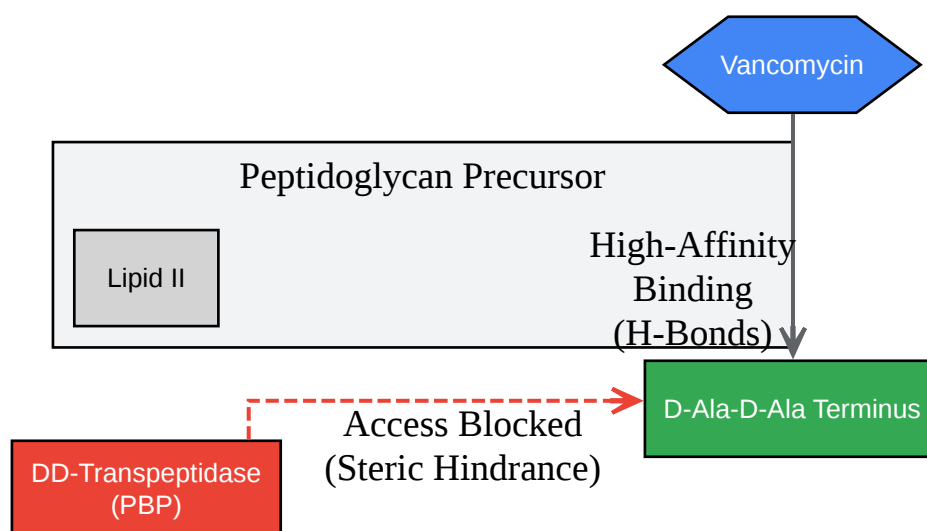 Vancomycin
Peptidoglycan Precursor
Lipid II
High-Affinity
Binding
(H-Bonds)
D-Ala-D-Ala Terminus
Access Blocked
(Steric Hindrance)
DD-Transpeptidase
(PBP)